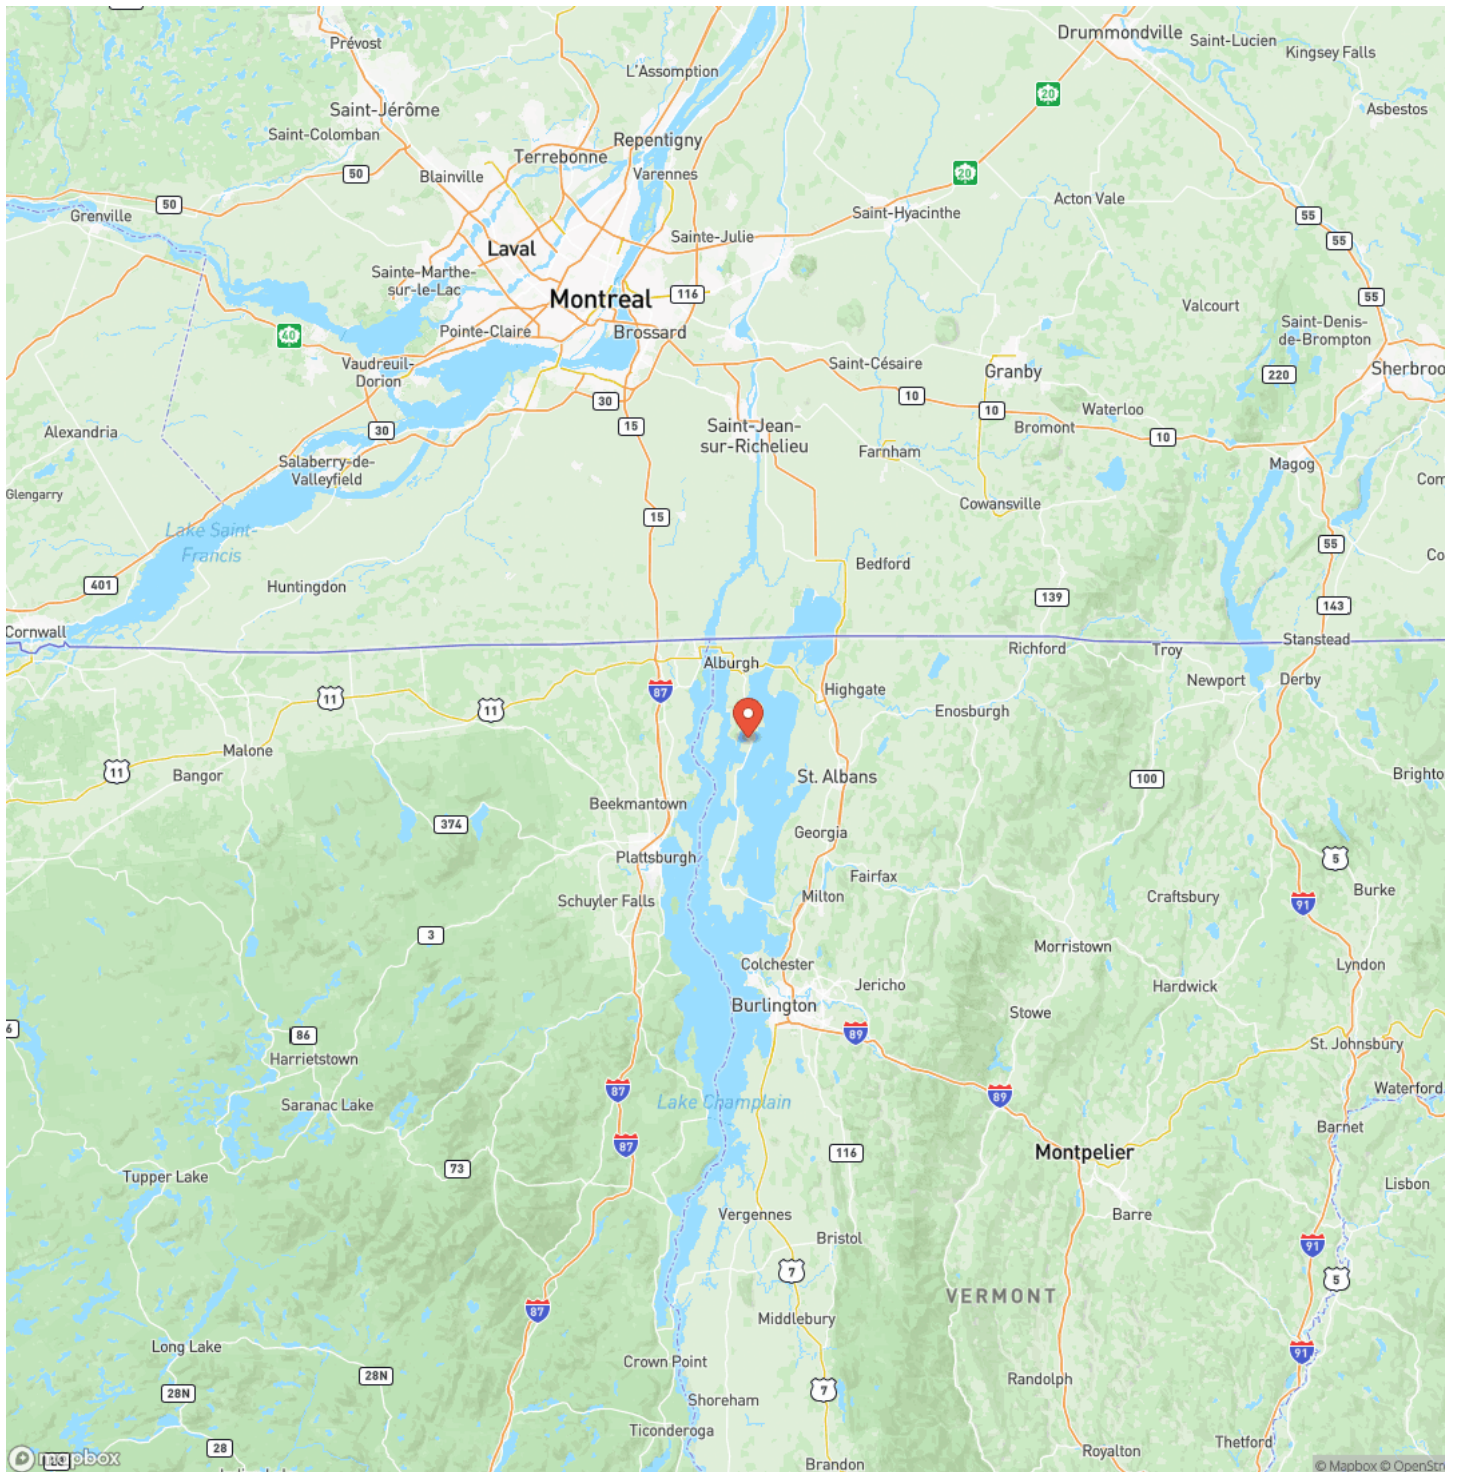 Drummondville
Prévost
Saint-Lucien
Kingsey Falls
L'Assomption
20
Saint-Jérôme
Asbestos
Saint-Colomban
Repentigny
Terrebonne
50
Blainville
Varennes
20
Acton Vale
50
Grenville
Saint-Hyacinthe
55
Sainte-Julie
55
Laval
Sainte-Marthe-
sur-le-Lac
Montreal
116
55
Valcourt
Pointe-Claire
Brossard
40
Saint-Denis-
de-Brompton
Vaudreuil-
Dorion
Saint-César​e
Granby
220
Sherbroo
30
10
10
Waterloo
15
Saint-Jean-
sur-Richelieu
Bromont
10
Alexandria
30
Farnham
Salaberry-de-
Valleyfield
Magog
Com
Glengarry
Cowansville
15
Lake Saint-
Francis
55
Co
Bedford
401
Huntingdon
139
143
Cornwall
Stanstead
Richford
Troy
Alburgh
Newport
Derby
87
Highgate
11
11
Enosburgh
Malone
11
Bangor
St. Albans
100
Brighto
Beekmantown
374
Georgia
Plattsburgh
5
Fairfax
Burke
Schuyler Falls
Milton
Craftsbury
91
3
Morristown
Colchester
Lyndon
Jericho
Hardwick
Burlington
Stowe
6
86
89
St. Johnsbury
Harrietstown
87
89
Waterford
Saranac Lake
Lake Champlain
Barnet
87
116
Montpelier
73
Tupper Lake
Lisbon
Vergennes
Barre
Bristol
91
7
5
VERMONT
87
Middlebury
Long Lake
91
Crown Point
28N
Randolph
28N
7
Shoreham
Ticonderoga
Thetford
28
Royalton
mapbox
Brandon
© Mapbox © OpenStr